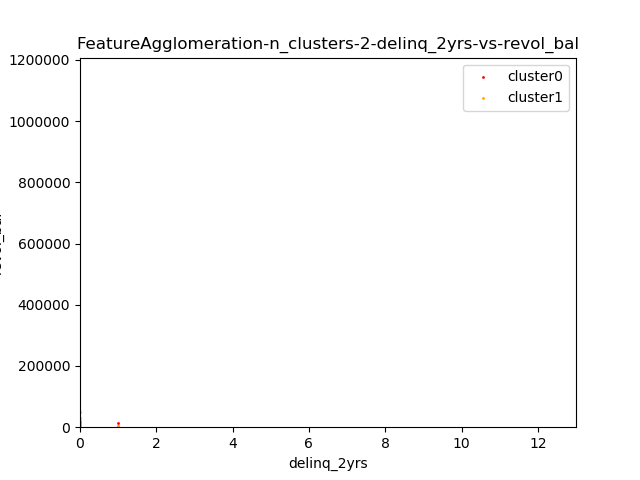 FeatureAgglomeration-n_clusters-2-delinq_2yrs-vs-revol_bal
1200000
1000000
800000
600000
400000
200000
0
0 2 4 6 8 10 12
delinq_2yrs
cluster0
cluster1